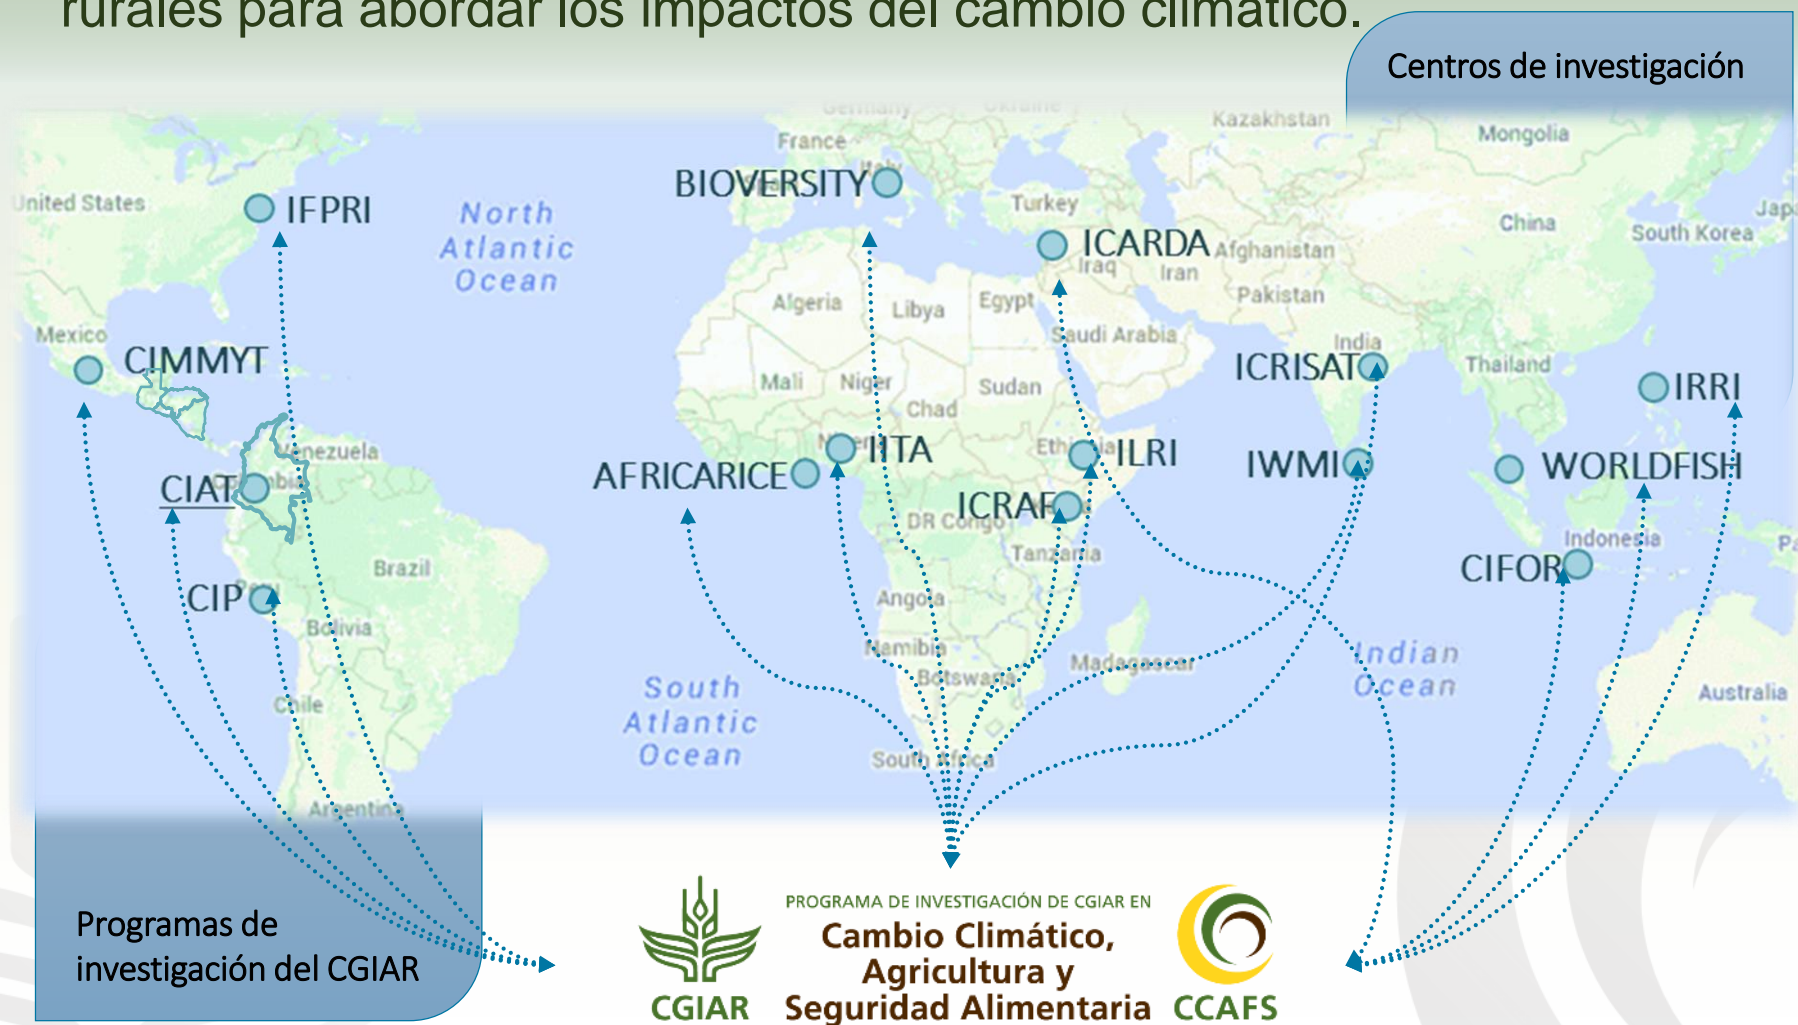 rurales para abordar los impactos del cambio climático.
Centros de investigación
Germany
Ukraine
Kazakhstan
Mongolia
France
Italy
BIOVERSITY
United States
IFPRI
North
Atlantic
Ocean
Turkey
China
South Korea
ICARDA
Afghanistan
Iraq
Iran
Pakistan
Algeria
Libya
Egypt
Saudi Arabia
Mexico
CIMMYT
India
ICRISAT
Thailand
IRRI
Mali
Niger
Sudan
Chad
Venezuela
IITA
ILRI
IWMI
WORLDFISH
AFRICARICE
CIAT
ICRAF
DR Congo
Tanzania
Indonesia
CIFOR
Brazil
CIP
Angola
Bolivia
Namibia
Botswana
Madagascar
Indian
Ocean
South
Atlantic
Ocean
Chile
Australia
South Africa
Argentina
Programas de
investigación del CGIAR
CGIAR
PROGRAMA DE INVESTIGACIÓN DE CGIAR EN
Cambio Climático,
Agricultura y
Seguridad Alimentaria
CCAFS